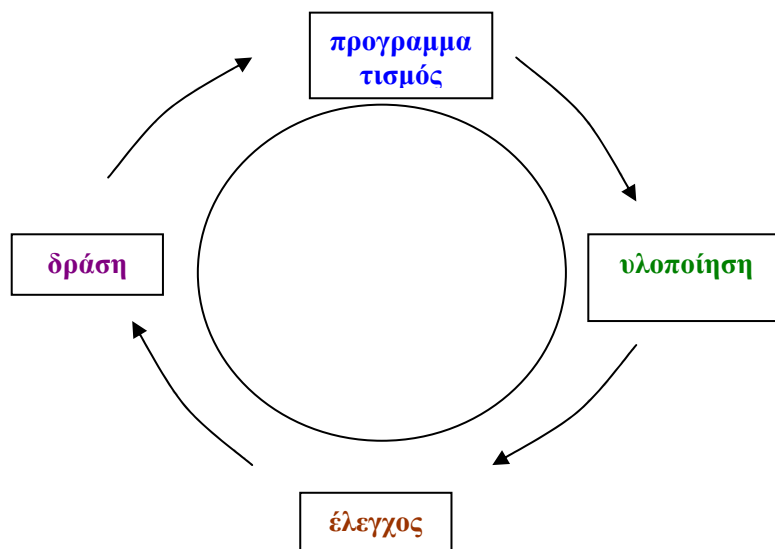 προγραμμα
τισμός
δράση
υλοποίηση
έλεγχος